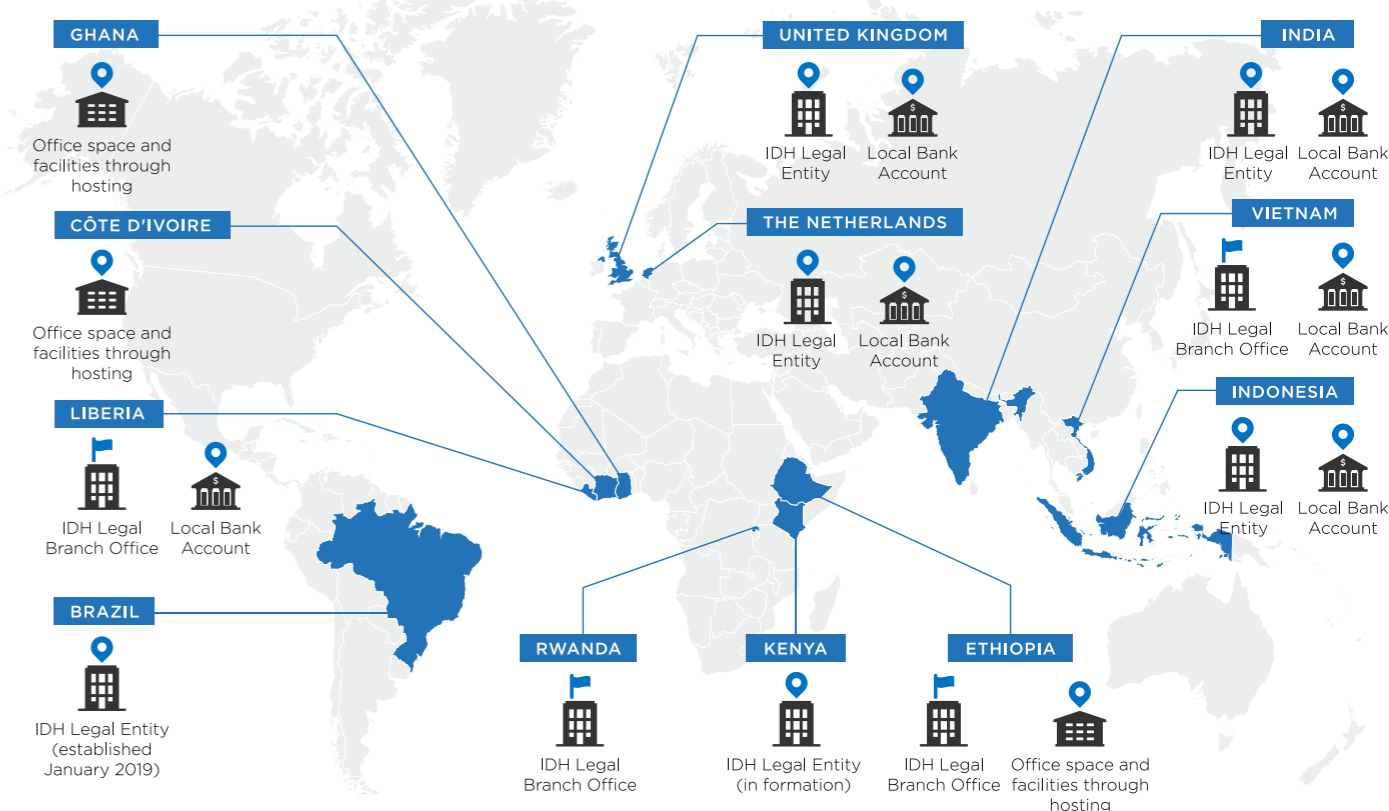 GHANA
Office space and
facilities through
hosting
CÔTE D'IVOIRE
Office space and
facilities through
hosting
LIBERIA
IDH Legal
Branch Office
$
Local Bank
Account
BRAZIL
IDH Legal Entity
(established
January 2019)
UNITED KINGDOM
IDH Legal
Entity
$
Local Bank
Account
THE NETHERLANDS
IDH Legal
Entity
$
Local Bank
Account
INDIA
IDH Legal
Entity
$
Local Bank
Account
VIETNAM
IDH Legal
Branch Office
$
Local Bank
Account
INDONESIA
IDH Legal
Entity
$
Local Bank
Account
RWANDA
IDH Legal
Branch Office
KENYA
IDH Legal Entity
(in formation)
ETHIOPIA
IDH Legal
Branch Office
Office space and
facilities through
hosting